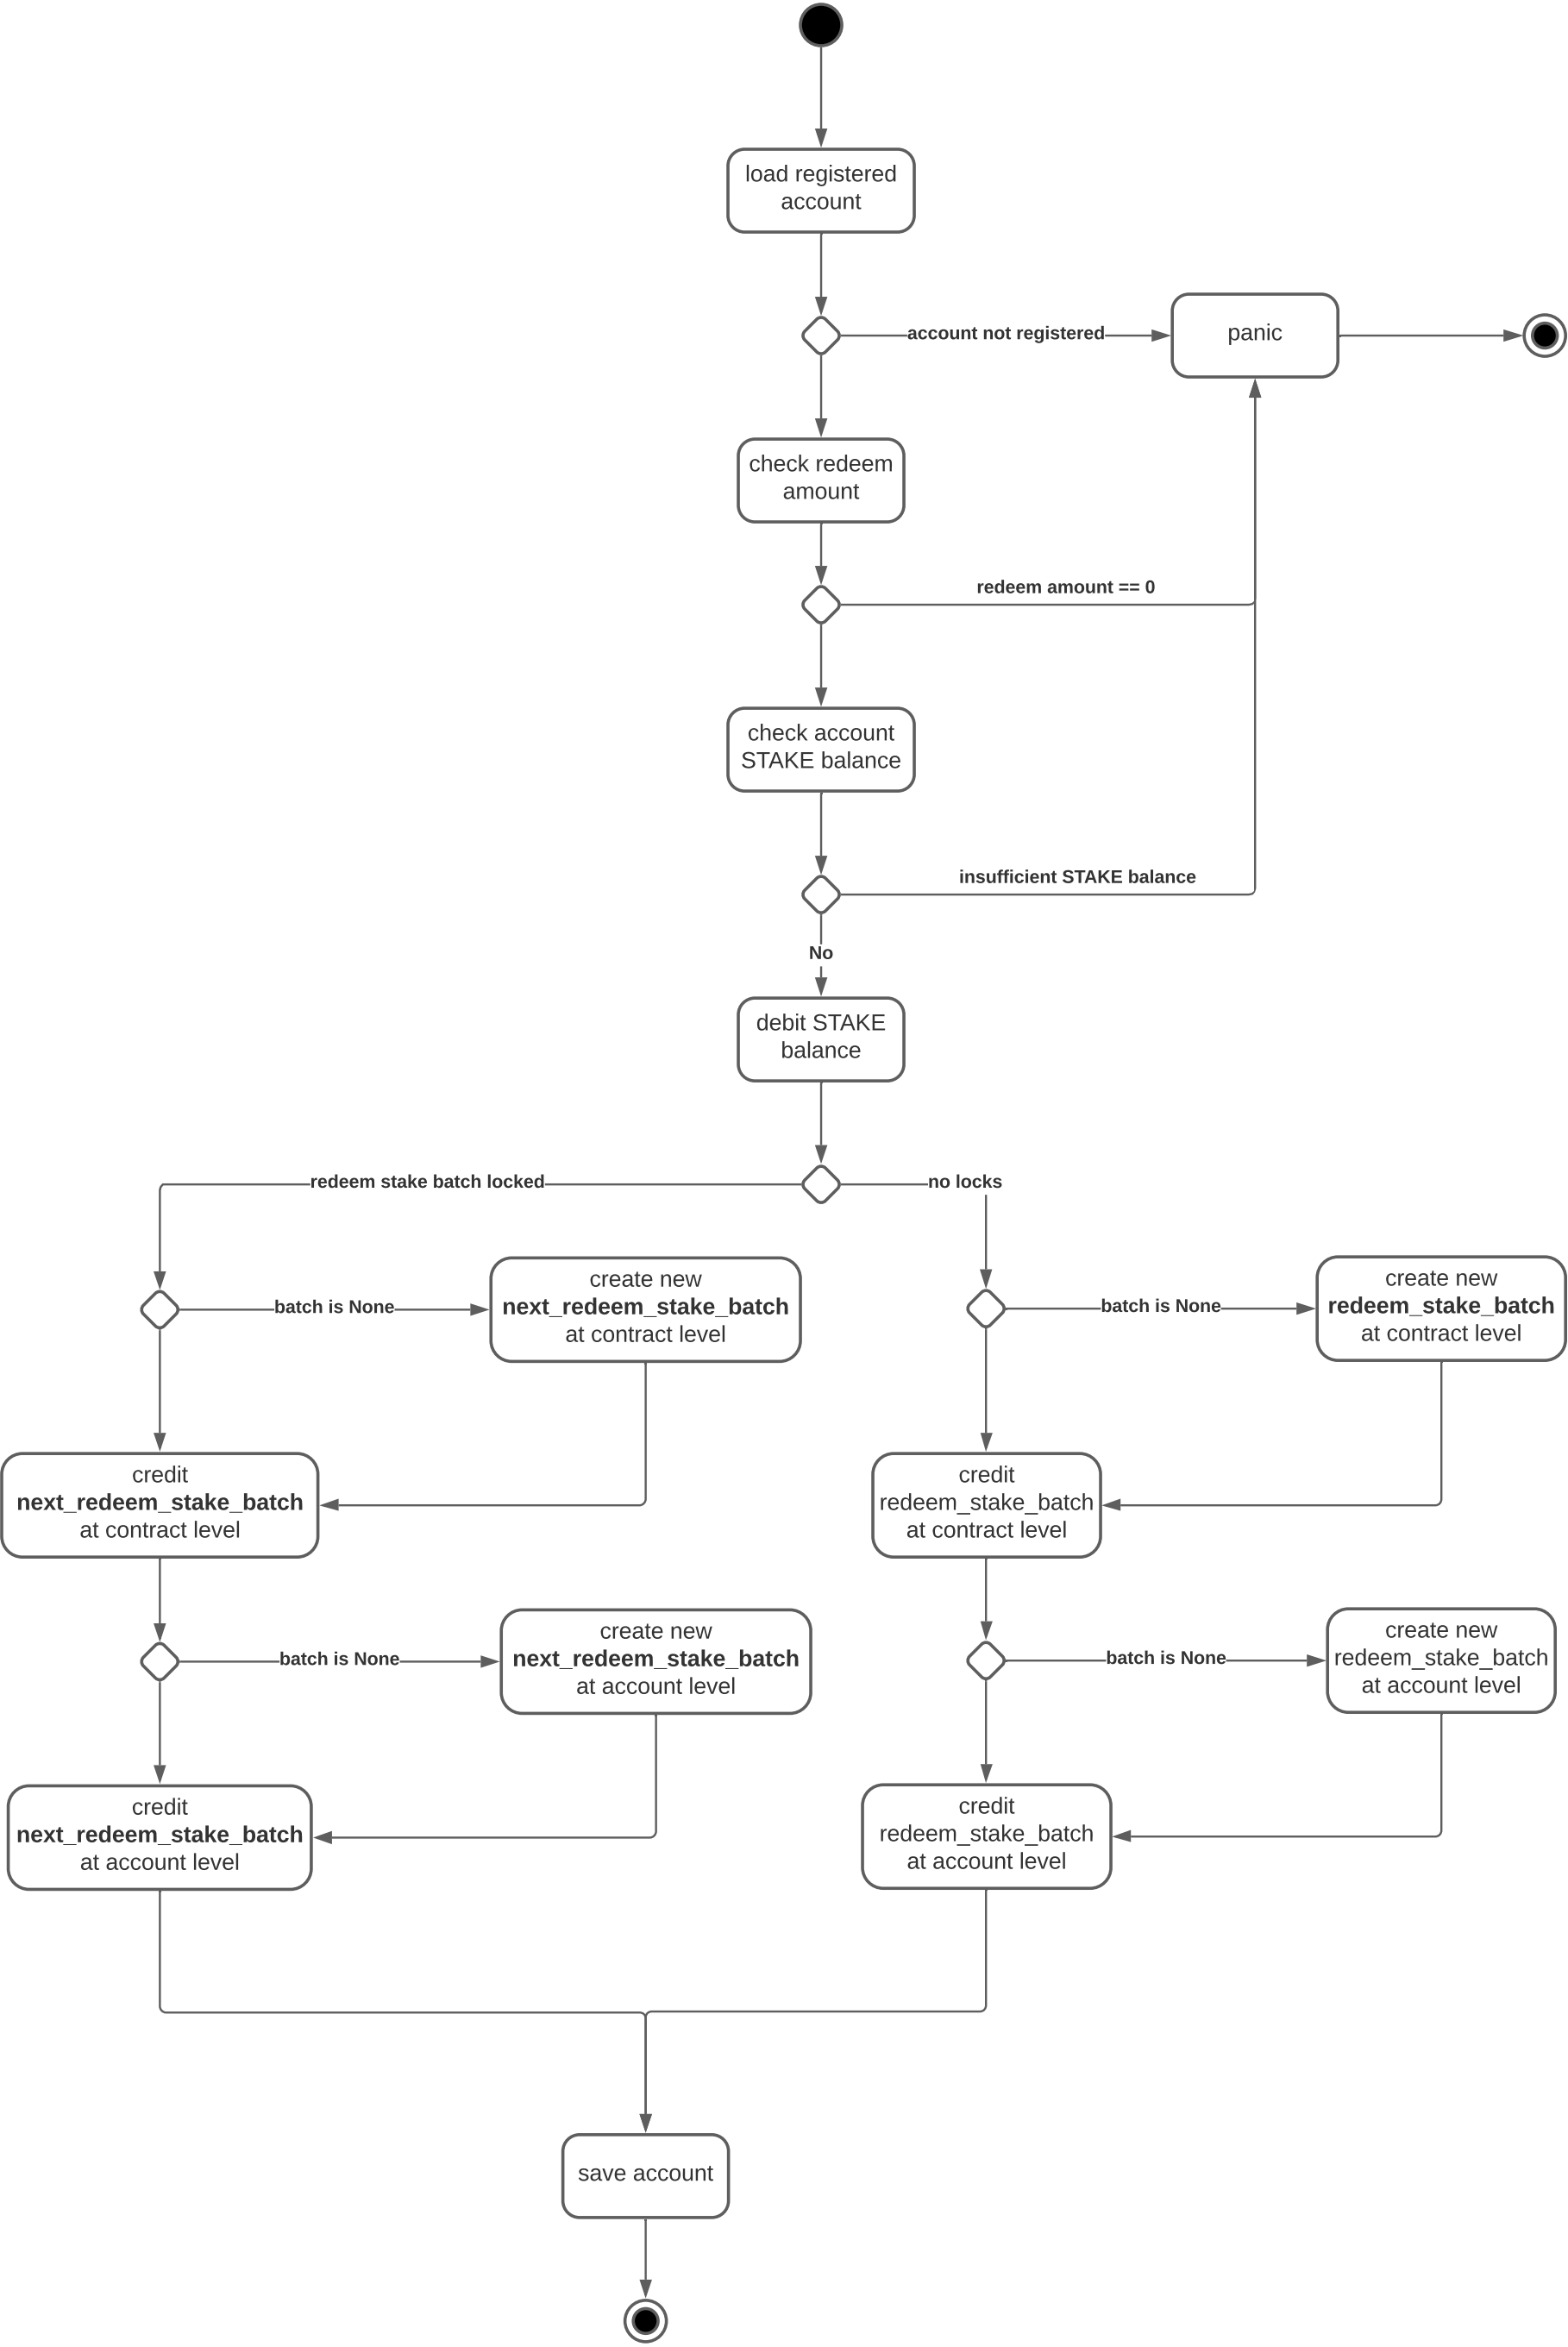 load registered
account
account not registered
panic
check redeem
amount
redeem amount == 0
check account
STAKE balance
insufficient STAKE balance
No
debit STAKE
balance
redeem stake batch locked
no locks
batch is None
create new
next_redeem_stake_batch
at contract level
batch is None
create new
redeem_stake_batch
at contract level
credit
next_redeem_stake_batch
at contract level
credit
redeem_stake_batch
at contract level
batch is None
create new
next_redeem_stake_batch
at account level
batch is None
create new
redeem_stake_batch
at account level
credit
next_redeem_stake_batch
at account level
credit
redeem_stake_batch
at account level
save account